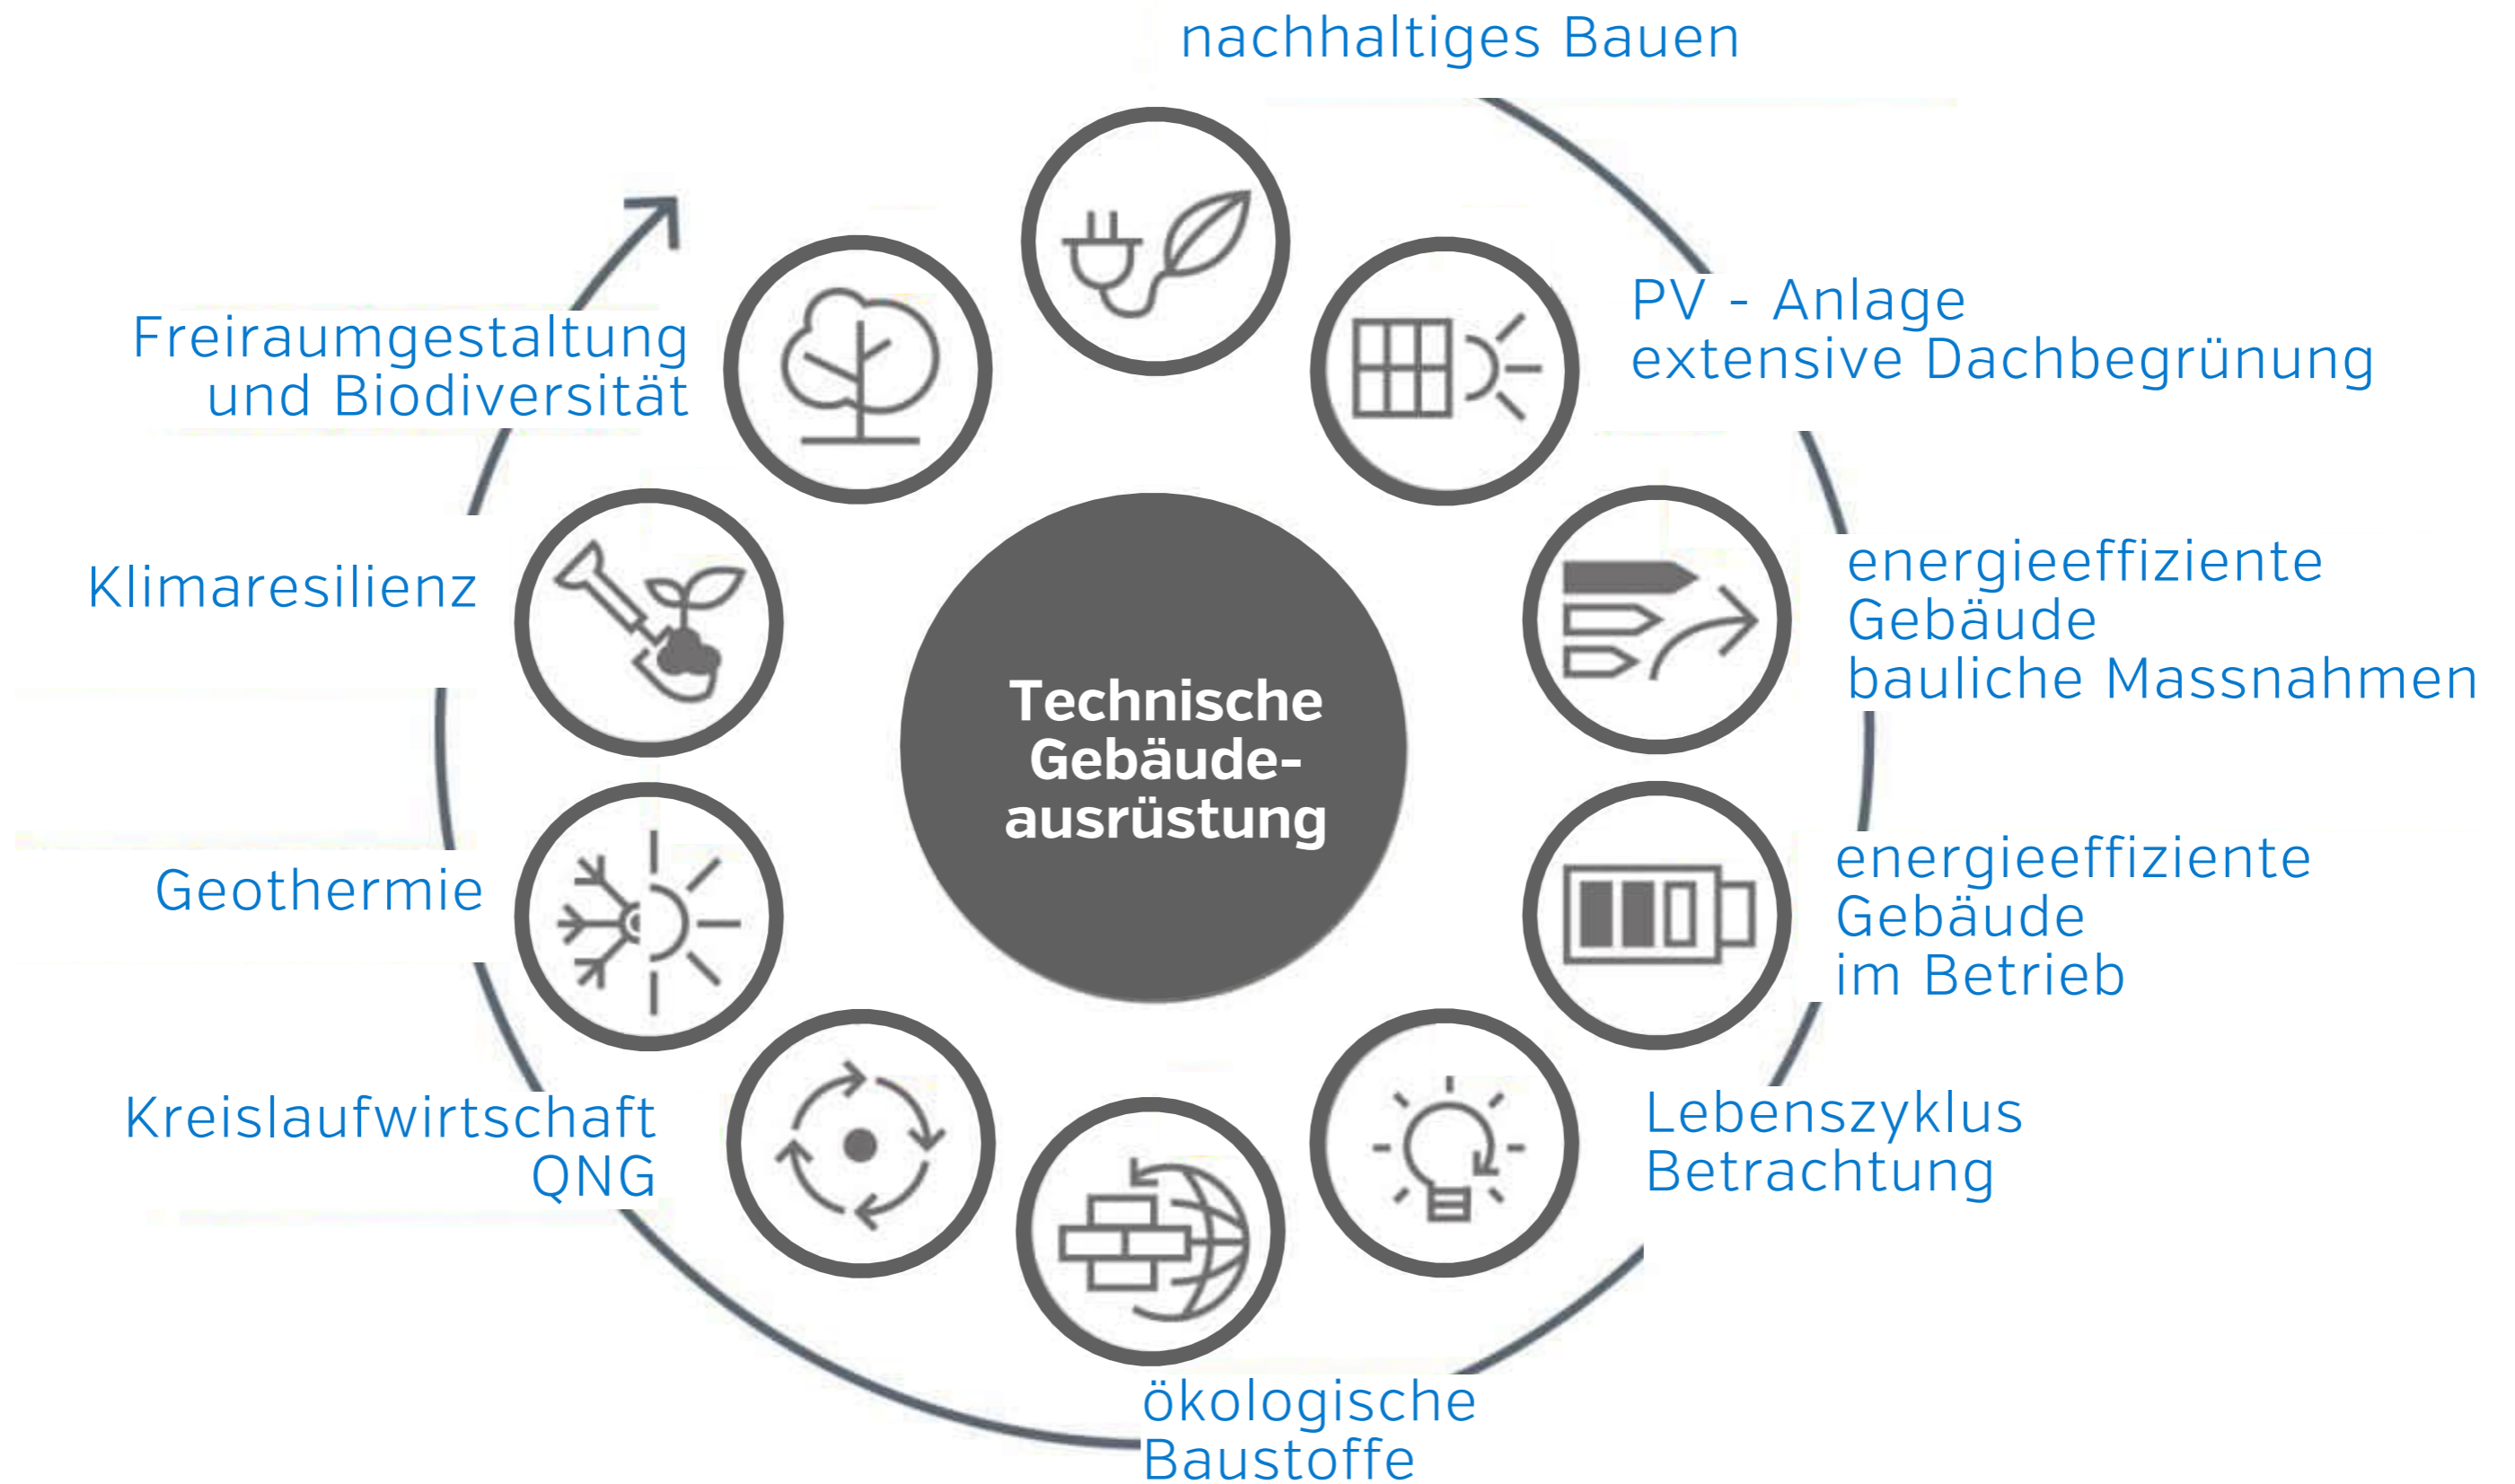 nachhaltiges Bauen
PV - Anlage
extensive Dachbegrünung
energieeffiziente
Gebäude
bauliche Massnahmen
energieeffiziente
Gebäude
im Betrieb
Lebenszyklus
Betrachtung
ökologische
Baustoffe
Kreislaufwirtschaft
QNG
Geothermie
Klimaresilienz
Freiraumgestaltung
und Biodiversität
Technische
Gebäude-
ausrüstung